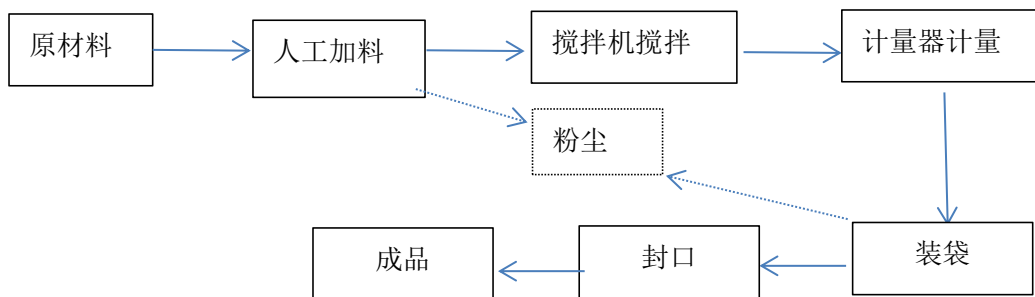 原材料
人工加料
搅拌机搅拌
计量器计量
粉尘
成品
封口
装袋